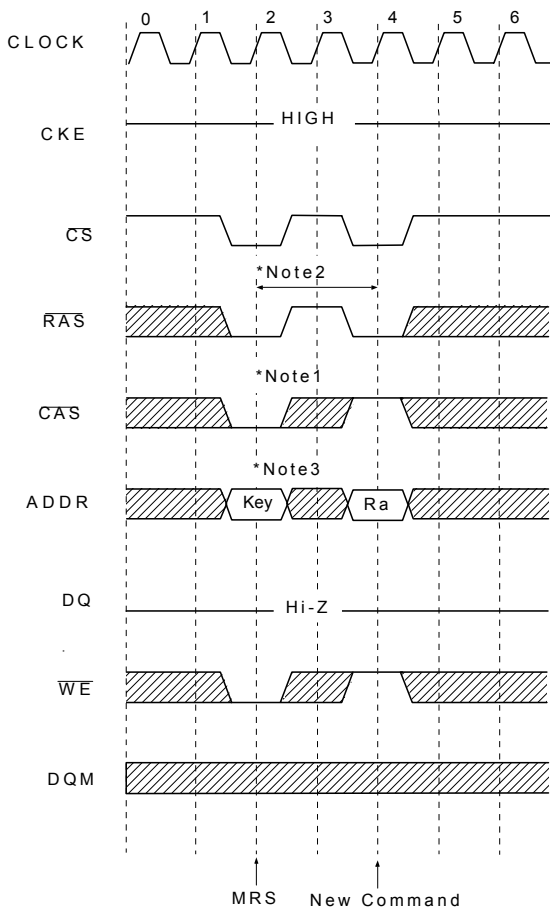 0 1 2 3 4 5 6
CLOCK
HIGH
CKE
CS
*Note2
RAS
*Note1
CAS
*Note3
ADDR
Key
Ra
DQ
Hi-Z
WE
DQM
MRS
New Command